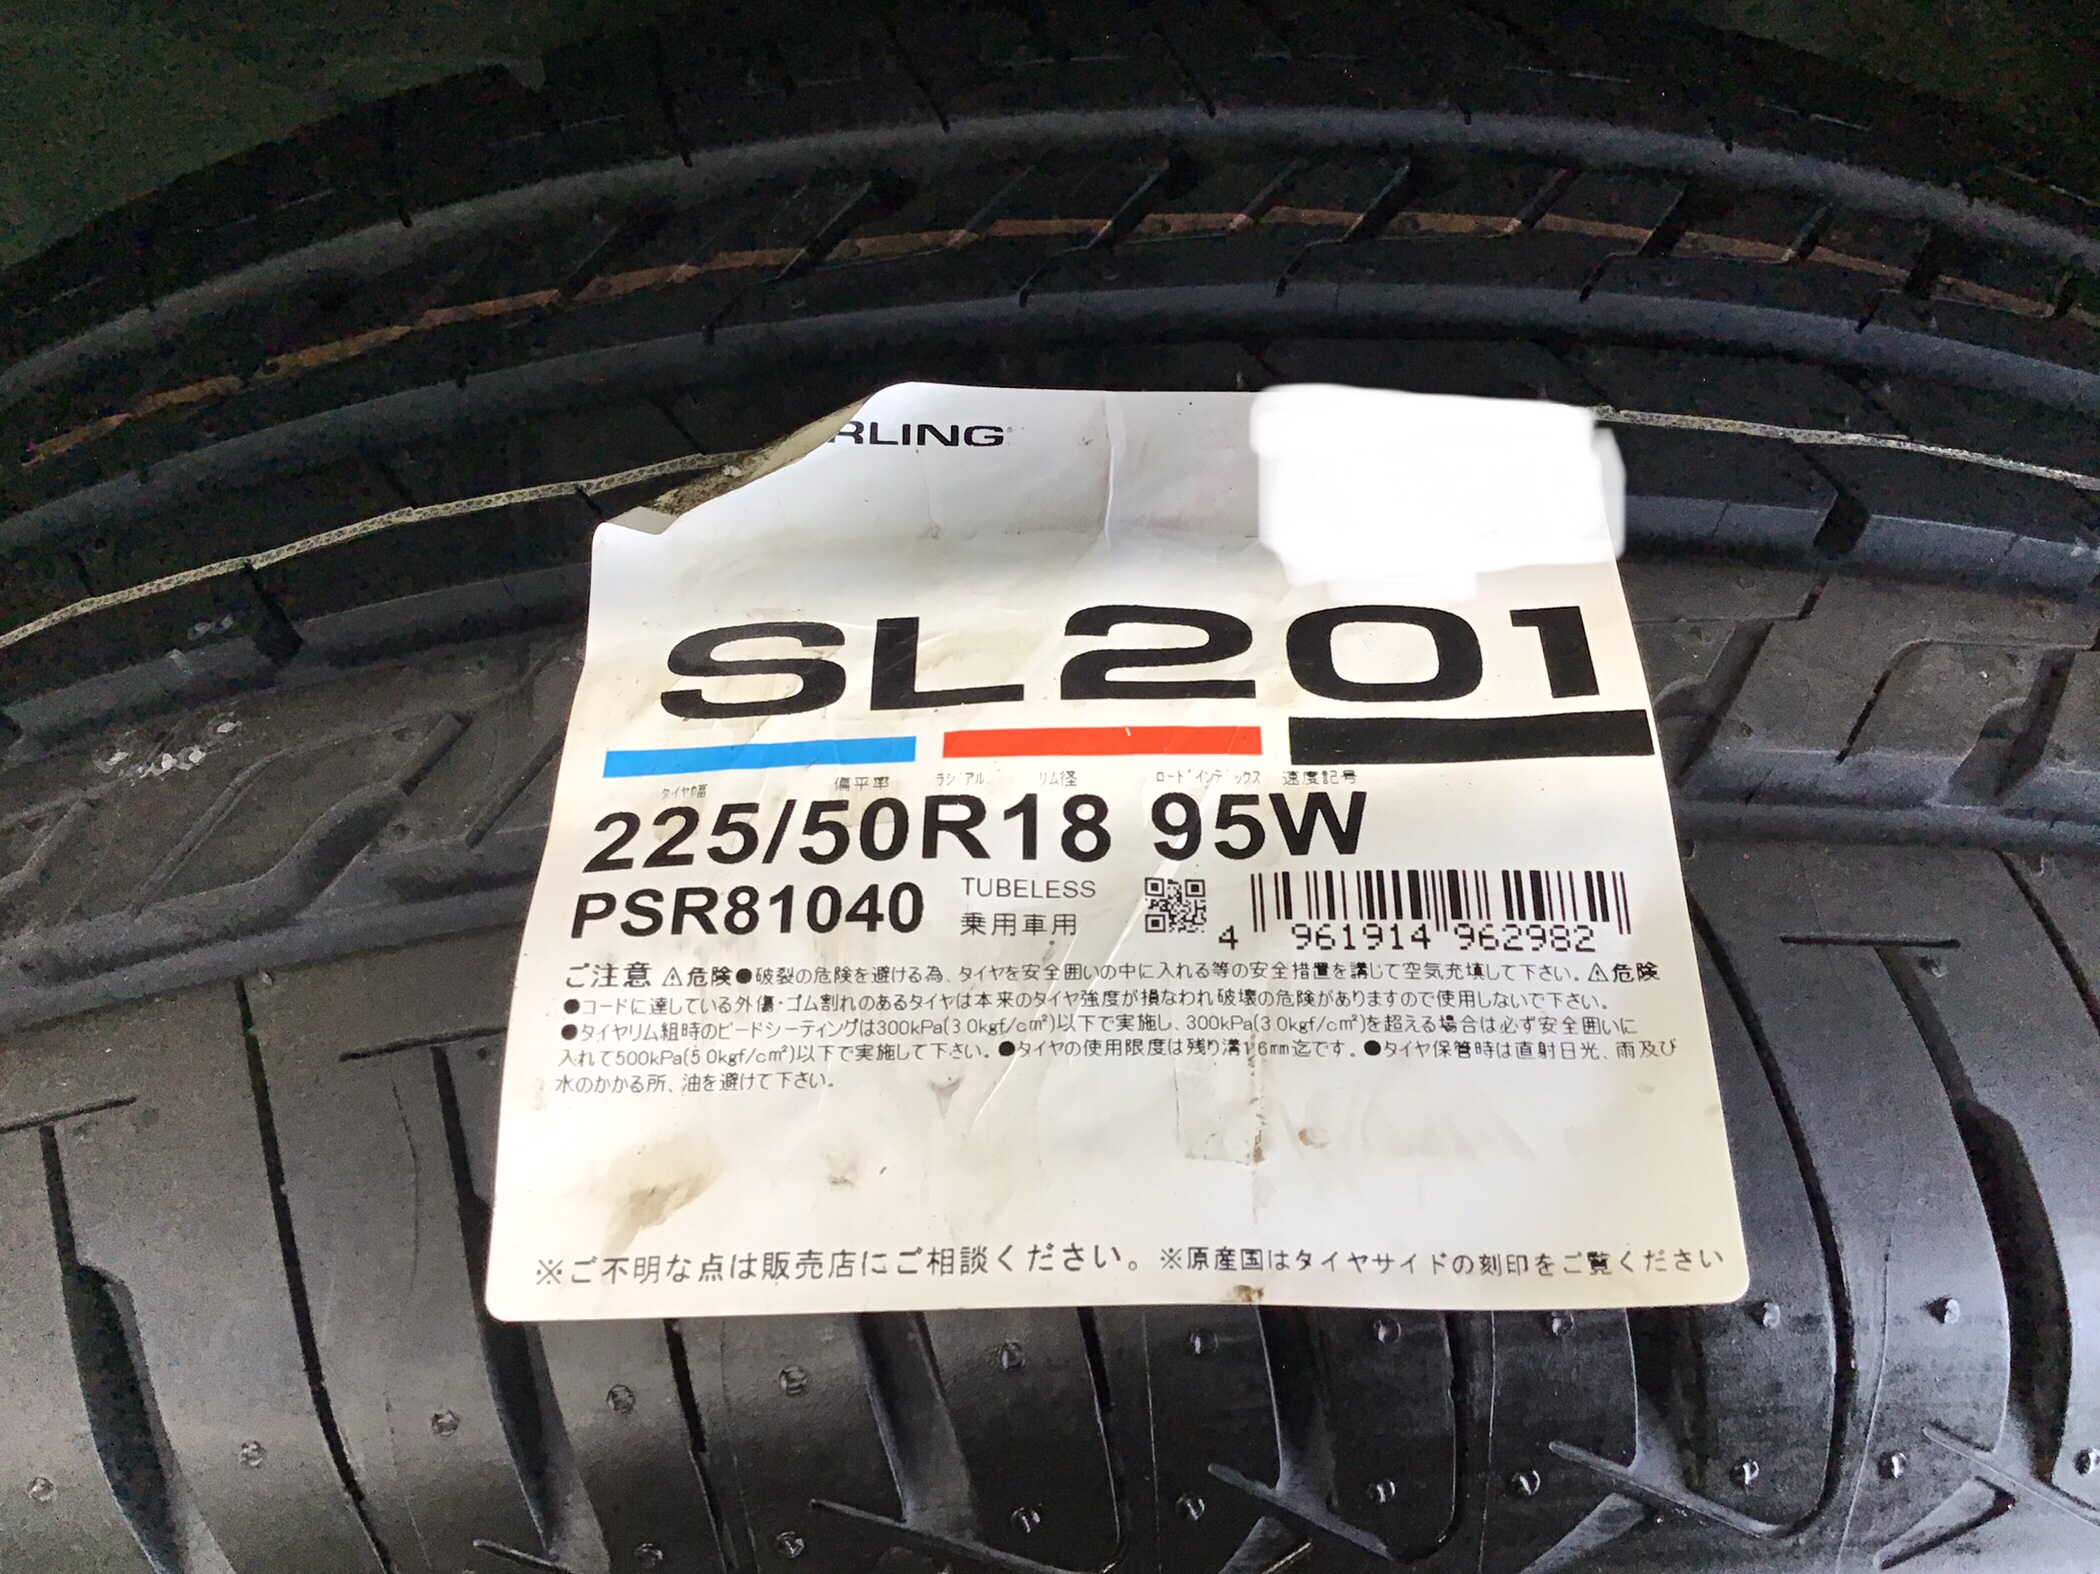 RLING
SL201
タイヤ幅 偏平率 ラジアル リム径 ロードインデックス 速度記号
225/50R18 95W
PSR81040 TUBELESS
乗用車用
4 961914 962982
ご注意 ⚠危険●破裂の危険を避ける為、タイヤを安全囲いの中に入れる等の安全措置を講じて空気充填して下さい。⚠危険
●コードに達している外傷・ゴム割れのあるタイヤは本来のタイヤ強度が損なわれ破壊の危険がありますので使用しないで下さい。
●タイヤリム組時のビードシーティングは300kPa(3.0kgf/c㎡)以下で実施し、300kPa(3.0kgf/c㎡)を超える場合は必ず安全囲いに
入れて500kPa(5.0kgf/c㎡)以下で実施して下さい。●タイヤの使用限度は残り溝1.6mm迄です。●タイヤ保管時は直射日光、雨及び
水のかかる所、油を避けて下さい。
※ご不明な点は販売店にご相談ください。※原産国はタイヤサイドの刻印をご覧ください